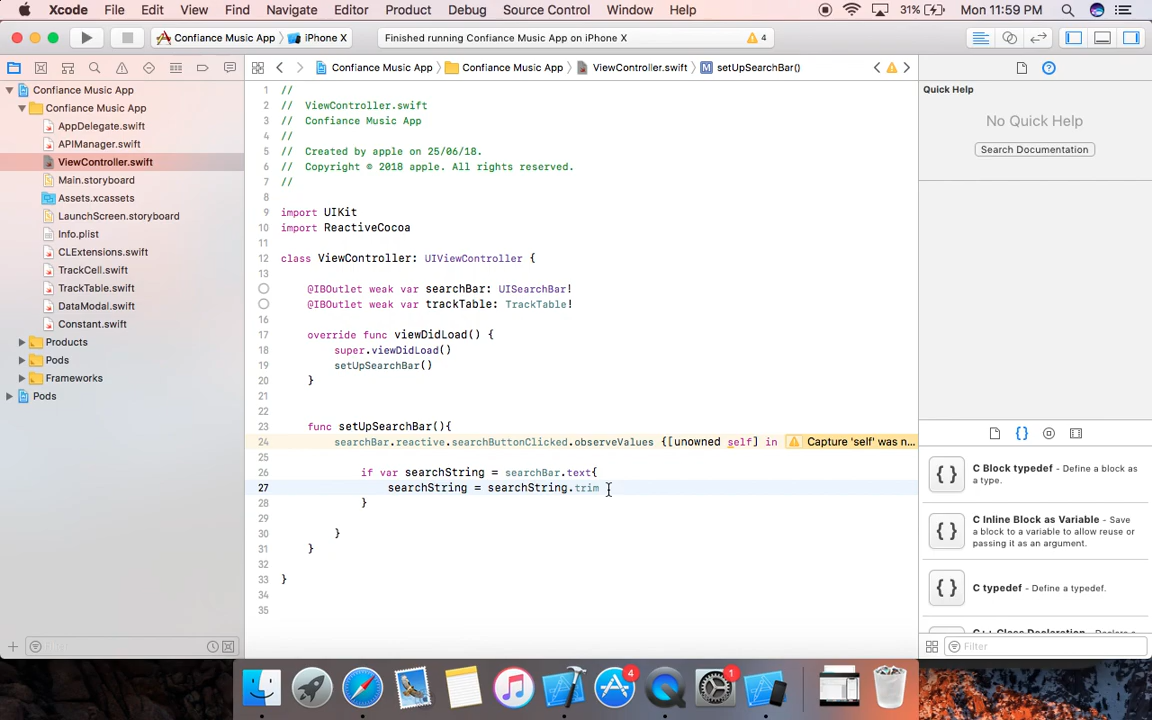 Xcode File Edit View Find Navigate Editor Product Debug Source Control Window Help 31% Mon 11:59 PM
Confiance Music App iPhone X Finished running Confiance Music App on iPhone X 4
Confiance Music App Confiance Music App ViewController.swift M setUpSearchBar()
Confiance Music App
Confiance Music App
AppDelegate.swift
APIManager.swift
ViewController.swift
Main.storyboard
Assets.xcassets
LaunchScreen.storyboard
Info.plist
CLExtensions.swift
TrackCell.swift
TrackTable.swift
DataModal.swift
Constant.swift
Products
Pods
Frameworks
Pods
1 //
2 // ViewController.swift
3 // Confiance Music App
4 //
5 // Created by apple on 25/06/18.
6 // Copyright © 2018 apple. All rights reserved.
7 //
8
9 import UIKit
10 import ReactiveCocoa
11
12 class ViewController: UIViewController {
13
@IBOutlet weak var searchBar: UISearchBar!
@IBOutlet weak var trackTable: TrackTable!
16
17 override func viewDidLoad() {
18 super.viewDidLoad()
19 setUpSearchBar()
20 }
21
22
23 func setUpSearchBar(){
24 searchBar.reactive.searchButtonClicked.observeValues {[unowned self] in Capture 'self' was n...
25
26 if var searchString = searchBar.text{
27 searchString = searchString.trim
28 }
29
30 }
31 }
32
33 }
34
35
Quick Help
No Quick Help
Search Documentation
{ } C Block typedef - Define a block as
a type.
{ } C Inline Block as Variable - Save
a block to a variable to allow reuse or
passing it as an argument.
{ } C typedef - Define a typedef.
Filter
4
1